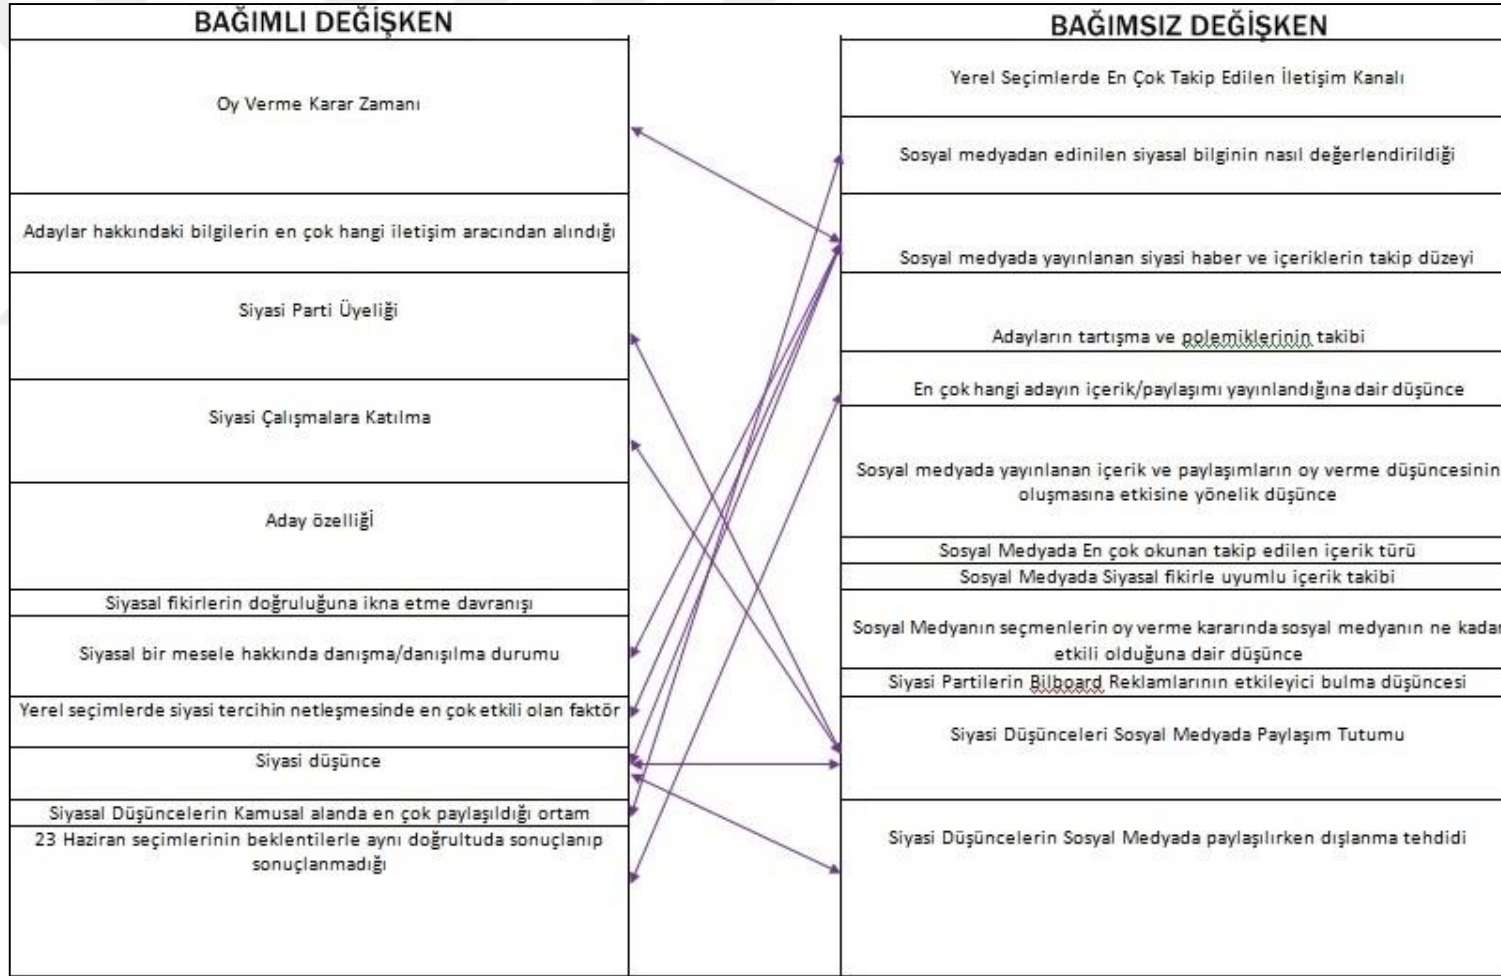 BAĞIMLI DEĞİŞKEN
Oy Verme Karar Zamanı
Adaylar hakkındaki bilgilerin en çok hangi iletişim aracından alındığı
Siyasi Parti Üyeliği
Siyasi Çalışmalara Katılma
Aday özelliğİ
Siyasal fikirlerin doğruluğuna ikna etme davranışı
Siyasal bir mesele hakkında danışma/danışılma durumu
Yerel seçimlerde siyasi tercihin netleşmesinde en çok etkili olan faktör
Siyasi düşünce
Siyasal Düşüncelerin Kamusal alanda en çok paylaşıldığı ortam
23 Haziran seçimlerinin beklentilerle aynı doğrultuda sonuçlanıp
sonuçlanmadığı
BAĞIMSIZ DEĞİŞKEN
Yerel Seçimlerde En Çok Takip Edilen İletişim Kanalı
Sosyal medyadan edinilen siyasal bilginin nasıl değerlendirildiği
Sosyal medyada yayınlanan siyasi haber ve içeriklerin takip düzeyi
Adayların tartışma ve polemiklerinin takibi
En çok hangi adayın içerik/paylaşımı yayınlandığına dair düşünce
Sosyal medyada yayınlanan içerik ve paylaşımların oy verme düşüncesinin
oluşmasına etkisine yönelik düşünce
Sosyal Medyada En çok okunan takip edilen içerik türü
Sosyal Medyada Siyasal fikirle uyumlu içerik takibi
Sosyal Medyanın seçmenlerin oy verme kararında sosyal medyanın ne kadar
etkili olduğuna dair düşünce
Siyasi Partilerin Bilboard Reklamlarının etkileyici bulma düşüncesi
Siyasi Düşünceleri Sosyal Medyada Paylaşım Tutumu
Siyasi Düşüncelerin Sosyal Medyada paylaşılırken dışlanma tehdidi